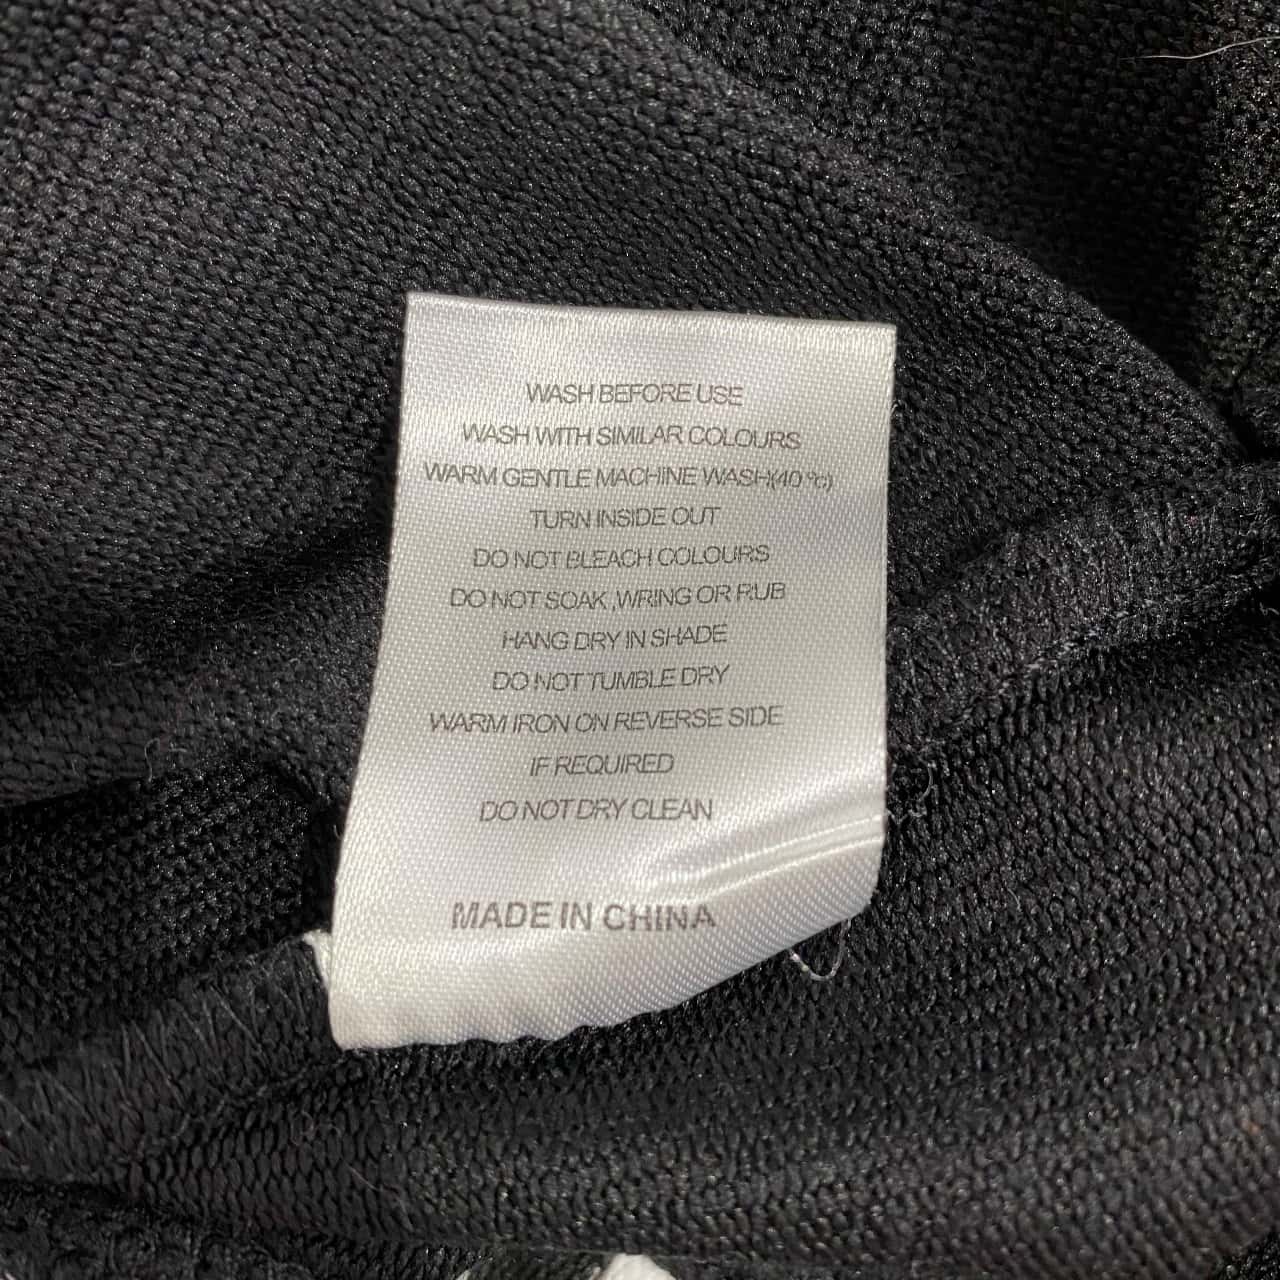 WASH BEFORE USE
WASH WITH SIMILAR COLOURS
WARM GENTLE MACHINE WASH(40 ℃)
TURN INSIDE OUT
DO NOT BLEACH COLOURS
DO NOT SOAK ,WRING OR RUB
HANG DRY IN SHADE
DO NOT TUMBLE DRY
WARM IRON ON REVERSE SIDE
IF REQUIRED
DO NOT DRY CLEAN
MADE IN CHINA